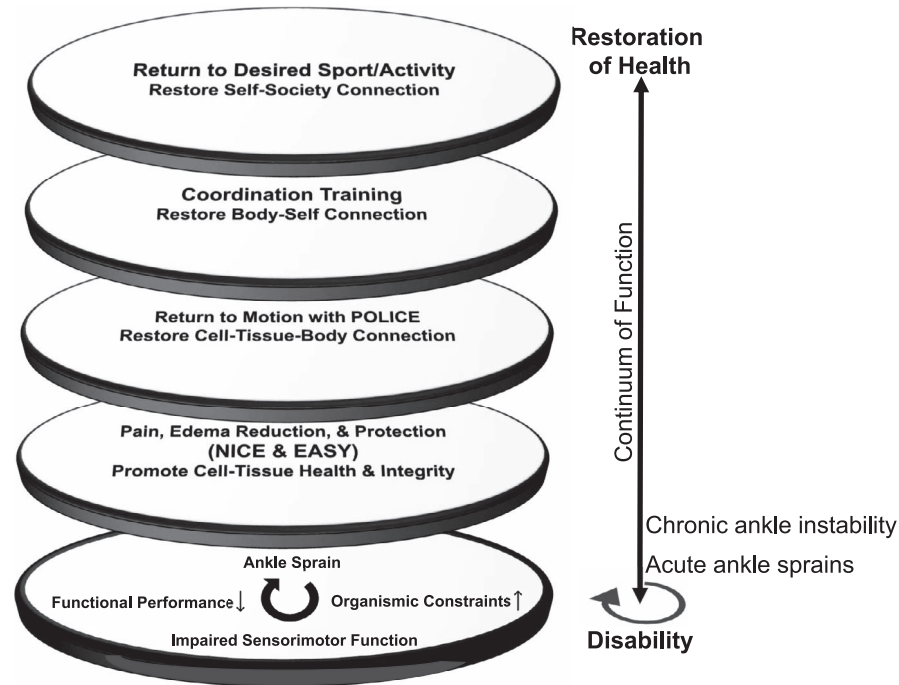 Return to Desired Sport/Activity
Restore Self-Society Connection
Coordination Training
Restore Body-Self Connection
Return to Motion with POLICE
Restore Cell-Tissue-Body Connection
Pain, Edema Reduction, & Protection
(NICE & EASY)
Promote Cell-Tissue Health & Integrity
Ankle Sprain
Functional Performance↓
Organismic Constraints↑
Impaired Sensorimotor Function
Restoration
of Health
Continuum of Function
Chronic ankle instability
Acute ankle sprains
Disability